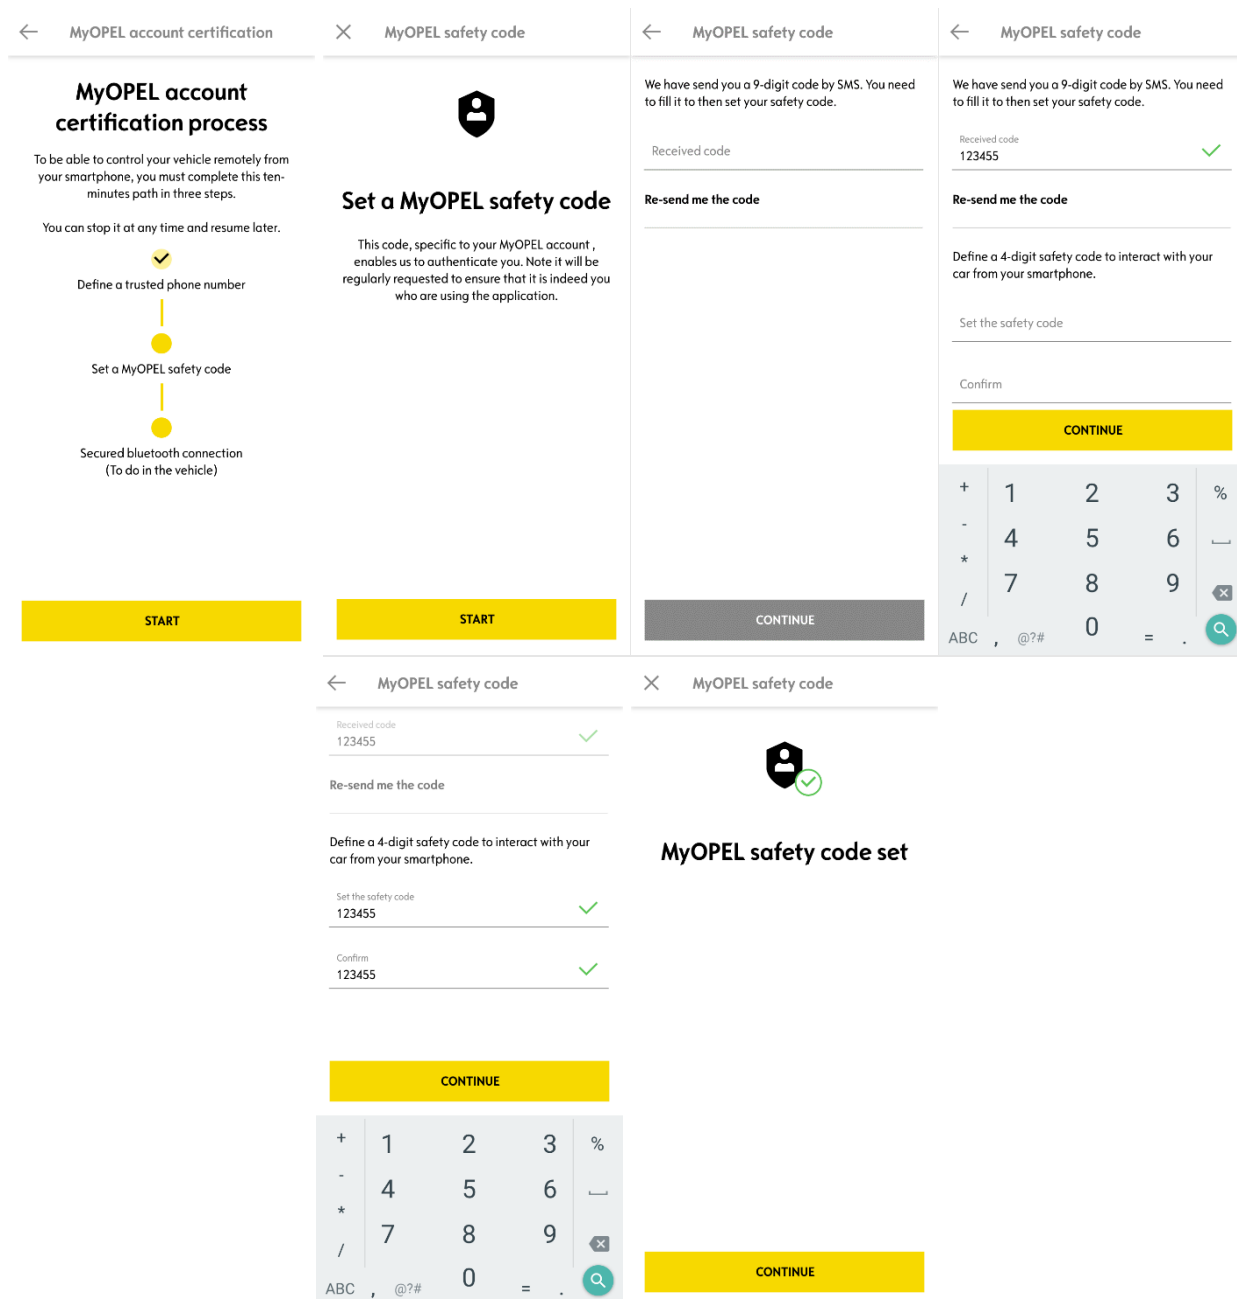 MyOPEL account certification
MyOPEL account
certification process
To be able to control your vehicle remotely from
your smartphone, you must complete this ten-
minutes path in three steps.
You can stop it at any time and resume later.
Define a trusted phone number
Set a MyOPEL safety code
Secured bluetooth connection
(To do in the vehicle)
START
MyOPEL safety code
Set a MyOPEL safety code
This code, specific to your MyOPEL account ,
enables us to authenticate you. Note it will be
regularly requested to ensure that it is indeed you
who are using the application.
START
MyOPEL safety code
We have send you a 9-digit code by SMS. You need
to fill it to then set your safety code.
Received code
Re-send me the code
CONTINUE
MyOPEL safety code
We have send you a 9-digit code by SMS. You need
to fill it to then set your safety code.
Received code
123455
Re-send me the code
Define a 4-digit safety code to interact with your
car from your smartphone.
Set the safety code
Confirm
CONTINUE
+ 1 2 3 %
- 4 5 6
* 7 8 9
/
ABC , @?# 0 = .
MyOPEL safety code
Received code
123455
Re-send me the code
Define a 4-digit safety code to interact with your
car from your smartphone.
Set the safety code
123455
Confirm
123455
CONTINUE
+ 1 2 3 %
- 4 5 6
* 7 8 9
/
ABC , @?# 0 = .
MyOPEL safety code
MyOPEL safety code set
CONTINUE